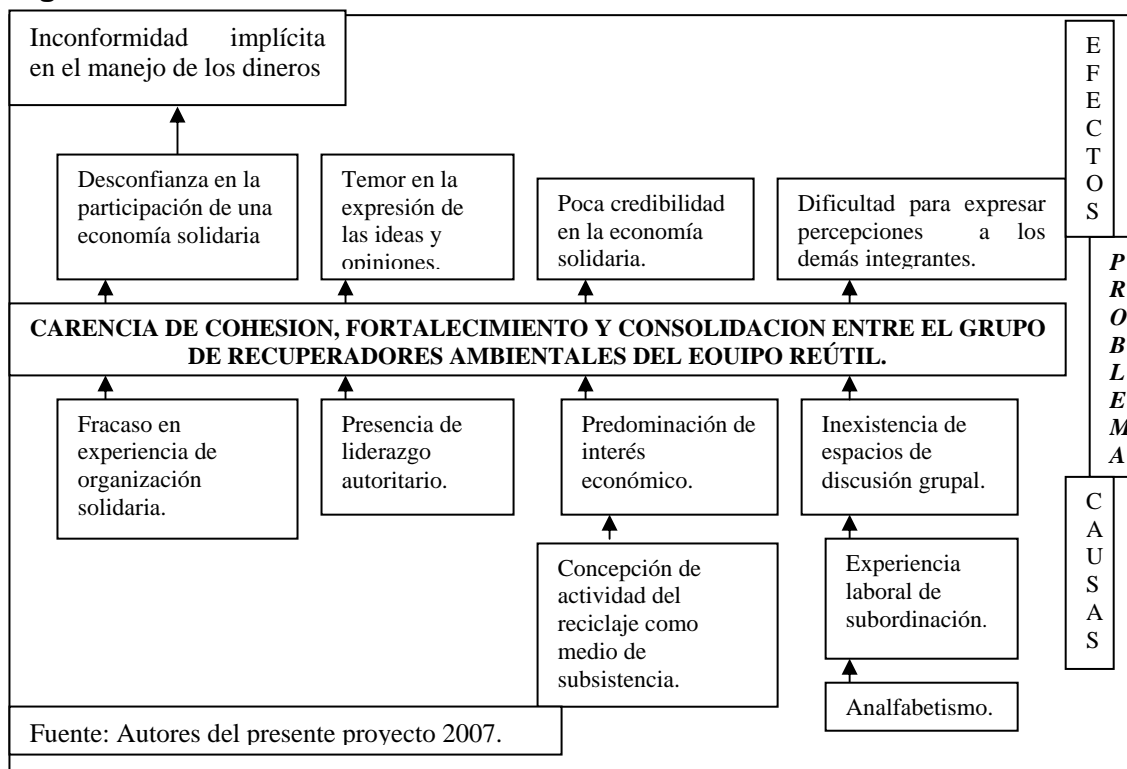 Inconformidad implícita
en el manejo de los dineros
E
F
E
C
T
O
S
Desconfianza en la
participación de una
economía solidaria
Temor en la
expresión de
las ideas y
opiniones.
Poca credibilidad
en la economía
solidaria.
Dificultad para expresar
percepciones a los
demás integrantes.
P
R
O
B
L
E
M
A
CARENCIA DE COHESION, FORTALECIMIENTO Y CONSOLIDACION ENTRE EL GRUPO
DE RECUPERADORES AMBIENTALES DEL EQUIPO REÚTIL.
Fracaso en
experiencia de
organización
solidaria.
Presencia de
liderazgo
autoritario.
Predominación de
interés
económico.
Inexistencia de
espacios de
discusión grupal.
C
A
U
S
A
S
Concepción de
actividad del
reciclaje como
medio de
subsistencia.
Experiencia
laboral de
subordinación.
Analfabetismo.
Fuente: Autores del presente proyecto 2007.